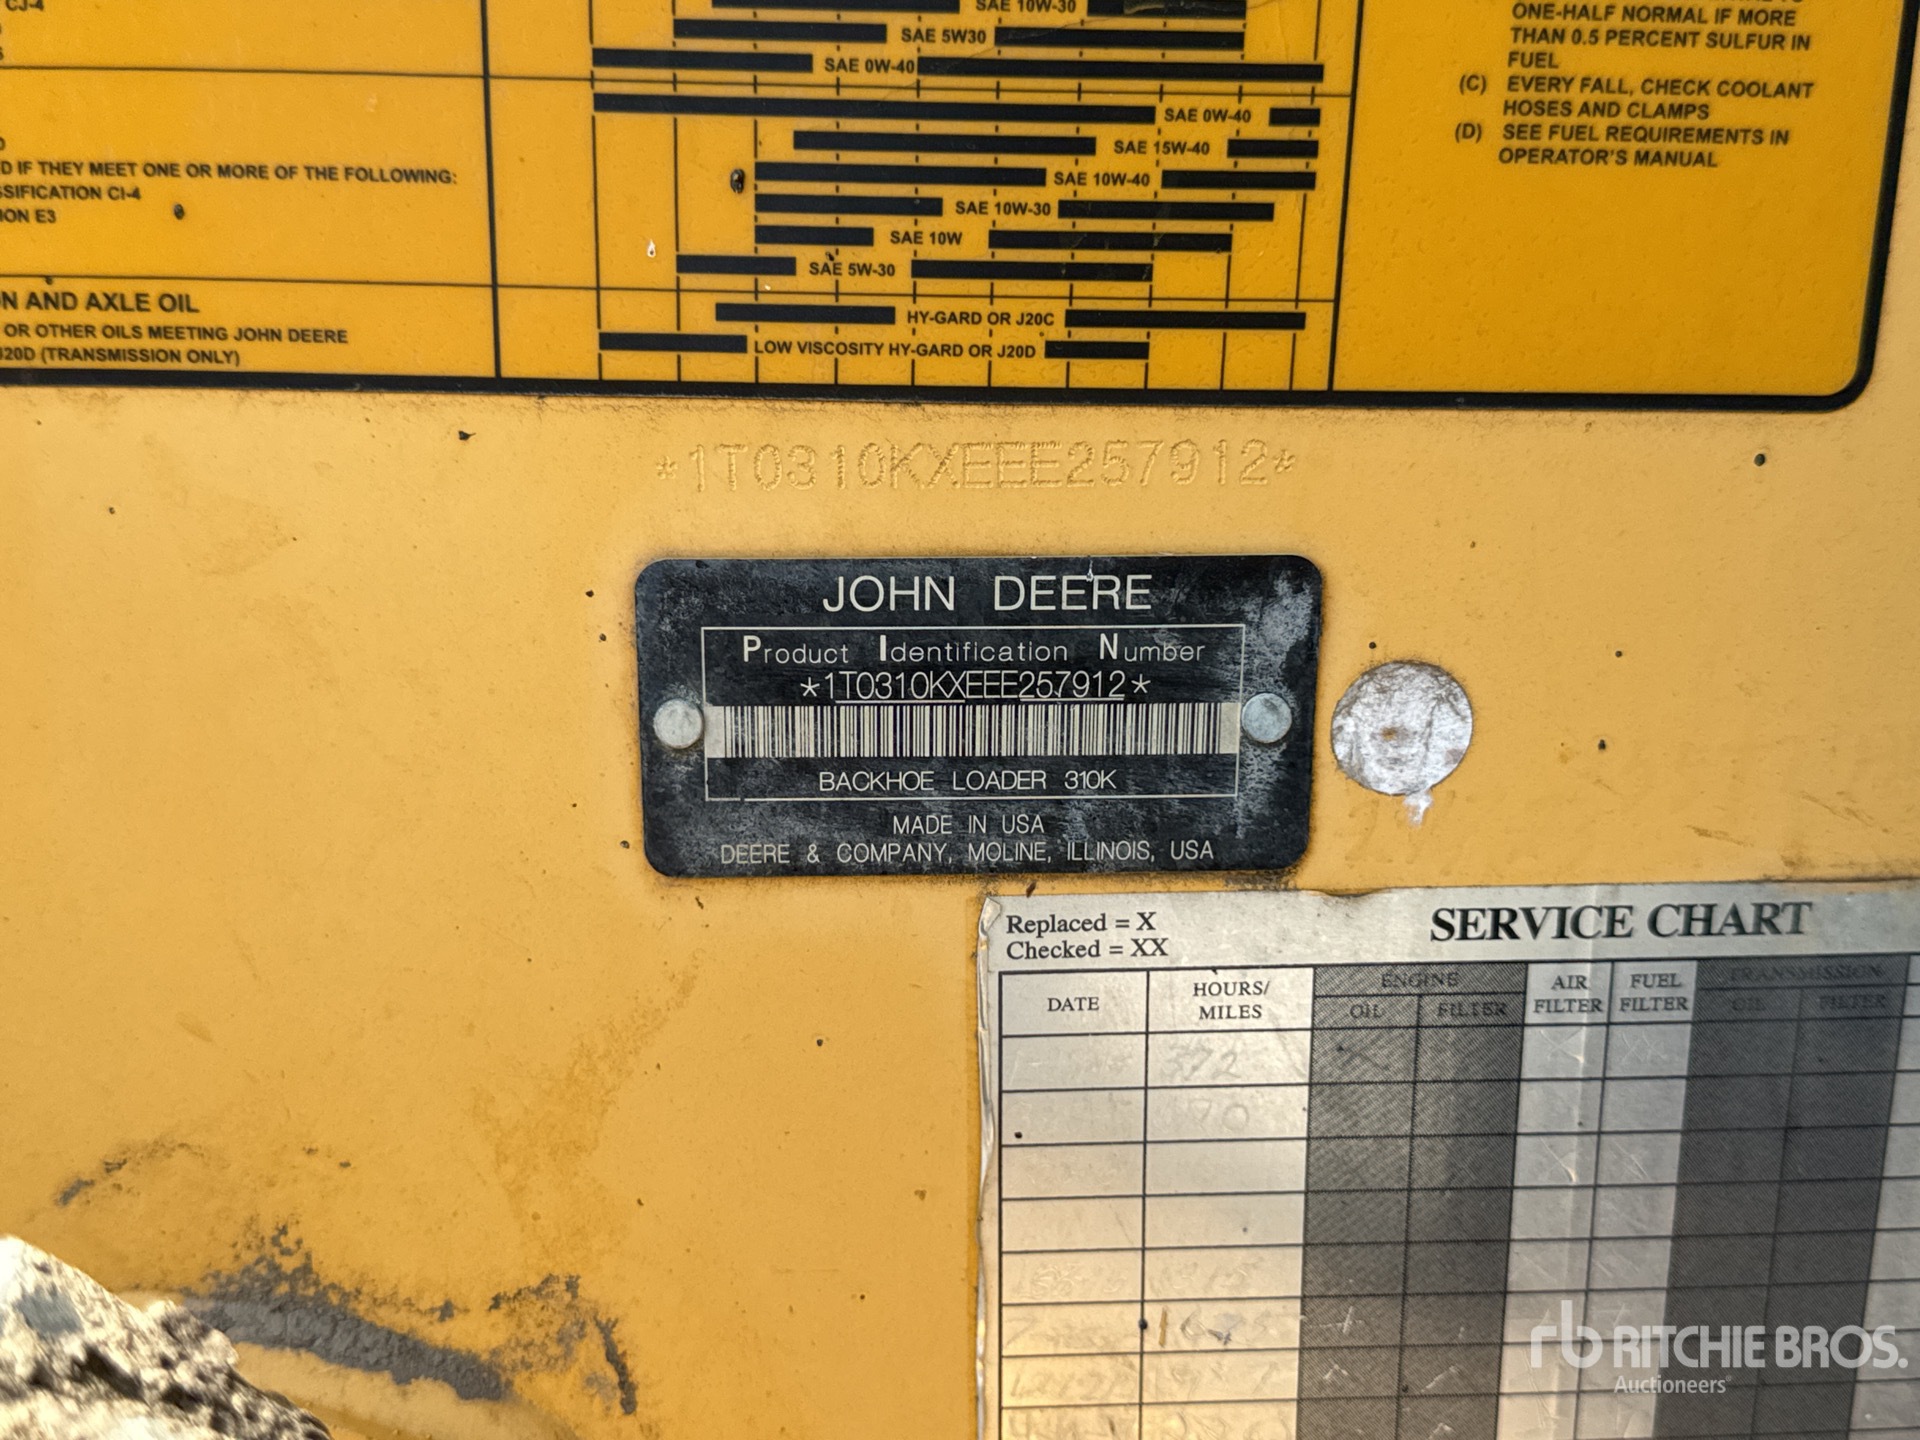 CJ-4
D IF THEY MEET ONE OR MORE OF THE FOLLOWING:
SSIFICATION CI-4
ION E3
N AND AXLE OIL
OR OTHER OILS MEETING JOHN DEERE
J20D (TRANSMISSION ONLY)
SAE 10W-30
SAE 5W30
SAE 0W-40
SAE 0W-40
SAE 15W-40
SAE 10W-40
SAE 10W-30
SAE 10W
SAE 5W-30
HY-GARD OR J20C
LOW VISCOSITY HY-GARD OR J20D
ONE-HALF NORMAL IF MORE
THAN 0.5 PERCENT SULFUR IN
FUEL
(C) EVERY FALL, CHECK COOLANT
HOSES AND CLAMPS
(D) SEE FUEL REQUIREMENTS IN
OPERATOR'S MANUAL
*1T0310KXEEE257912*
JOHN DEERE
Product Identification Number
*1T0310KXEEE257912*
BACKHOE LOADER 310K
MADE IN USA
DEERE & COMPANY, MOLINE, ILLINOIS, USA
Replaced = X
Checked = XX
SERVICE CHART
DATE
HOURS/
MILES
ENGINE
OIL
FILTER
AIR
FILTER
FUEL
FILTER
TRANSMISSION
OIL
FILTER
372
rb RITCHIE BROS.
Auctioneers